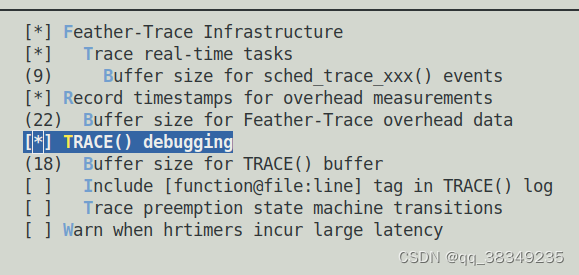 [*] Feather-Trace Infrastructure
[*]   Trace real-time tasks
(9)     Buffer size for sched_trace_xxx() events
[*] Record timestamps for overhead measurements
(22)  Buffer size for Feather-Trace overhead data
[*] TRACE() debugging
(18)  Buffer size for TRACE() buffer
[ ]   Include [function@file:line] tag in TRACE() log
[ ]   Trace preemption state machine transitions
[ ] Warn when hrtimers incur large latency
CSDN @qq_38349235